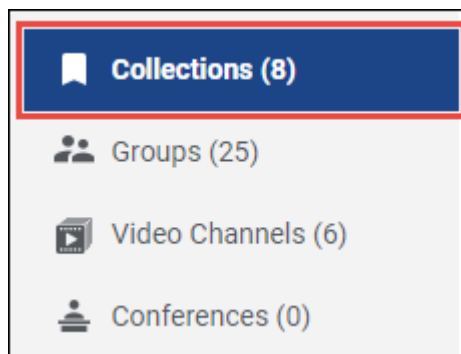 Collections (8)
Groups (25)
Video Channels (6)
Conferences (0)